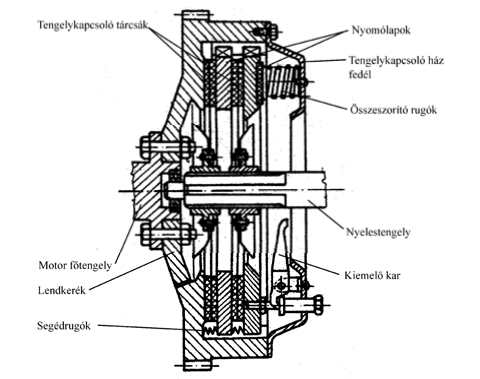 Tengelykapcsoló tárcsák
Nyomólapok
Tengelykapcsoló ház
fedél
Összeszorító rugók
Nyelestengely
Motor főtengely
Kiemelő kar
Lendkerék
Segédrugók